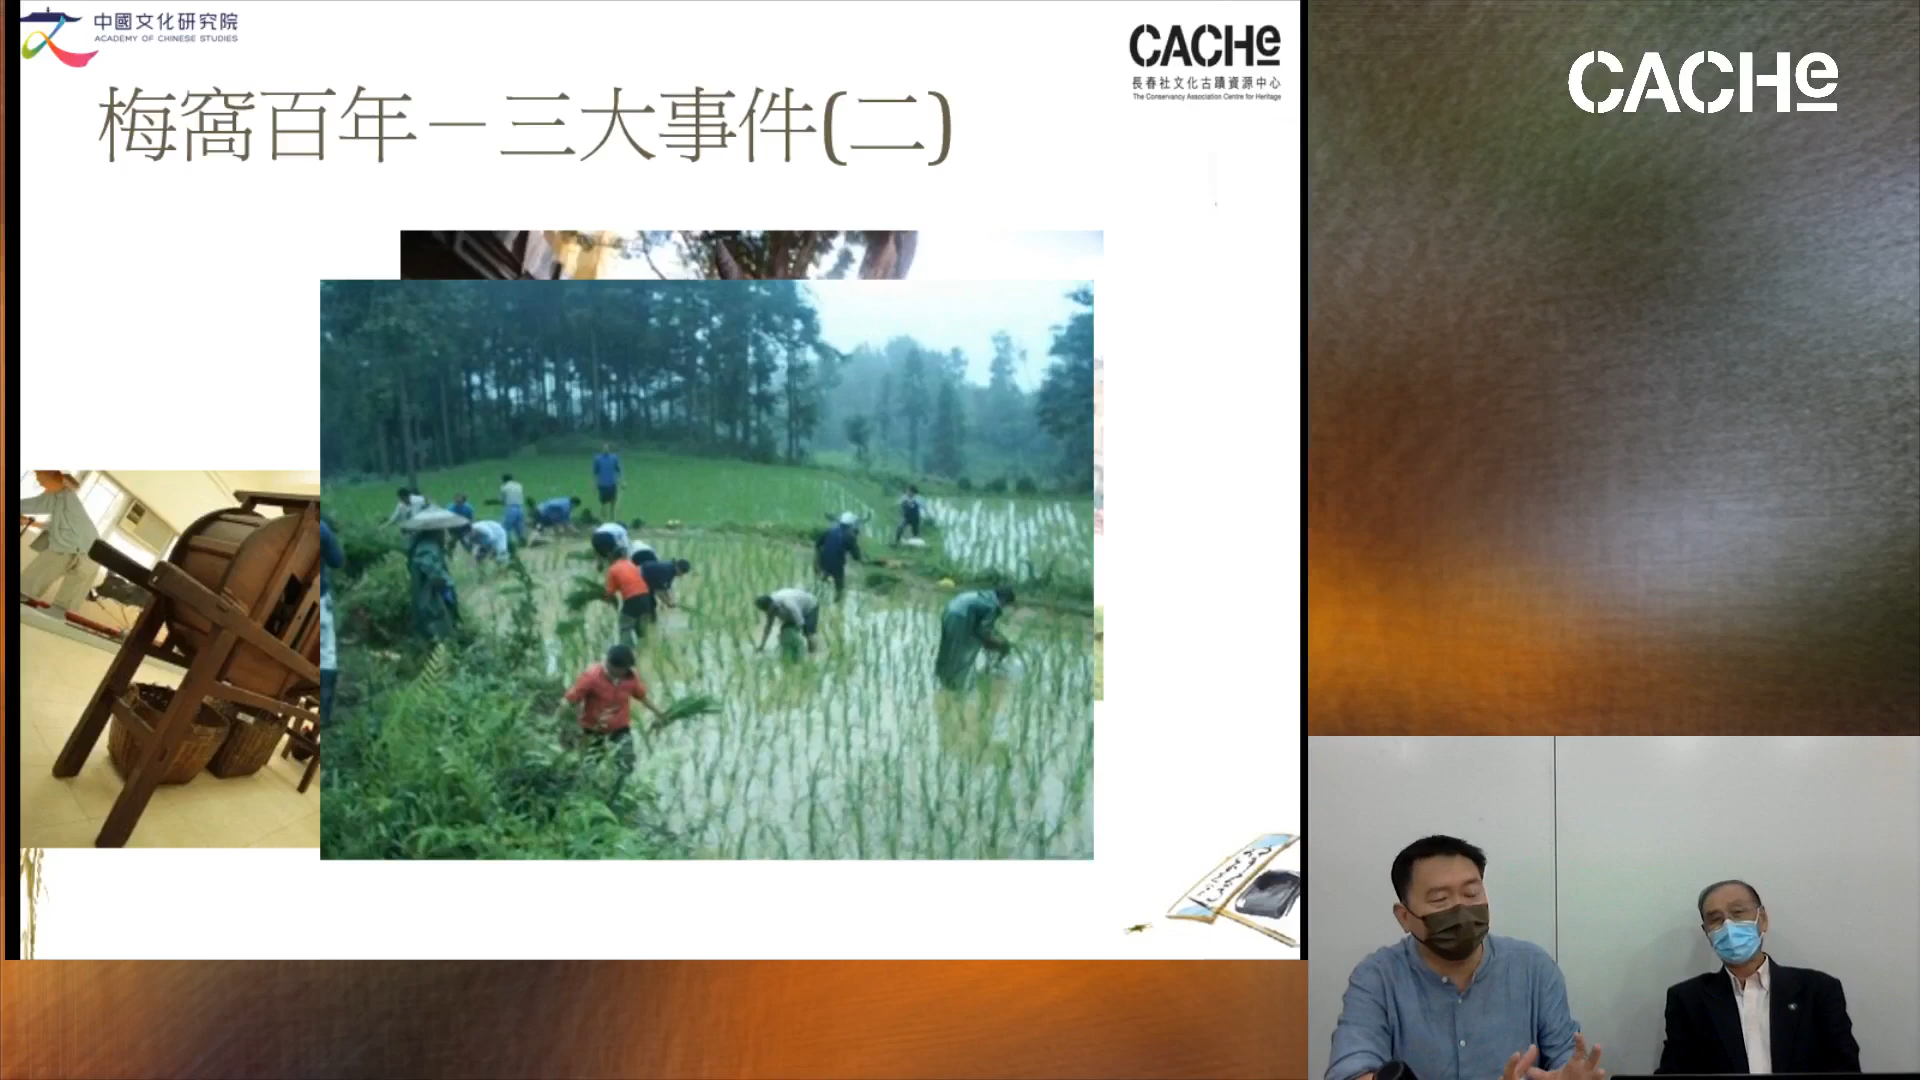 中國文化研究院
ACADEMY OF CHINESE STUDIES
CACHe
長春社文化古蹟資源中心
The Conservancy Association Centre for Heritage
梅窩百年－三大事件(二)
CACHe